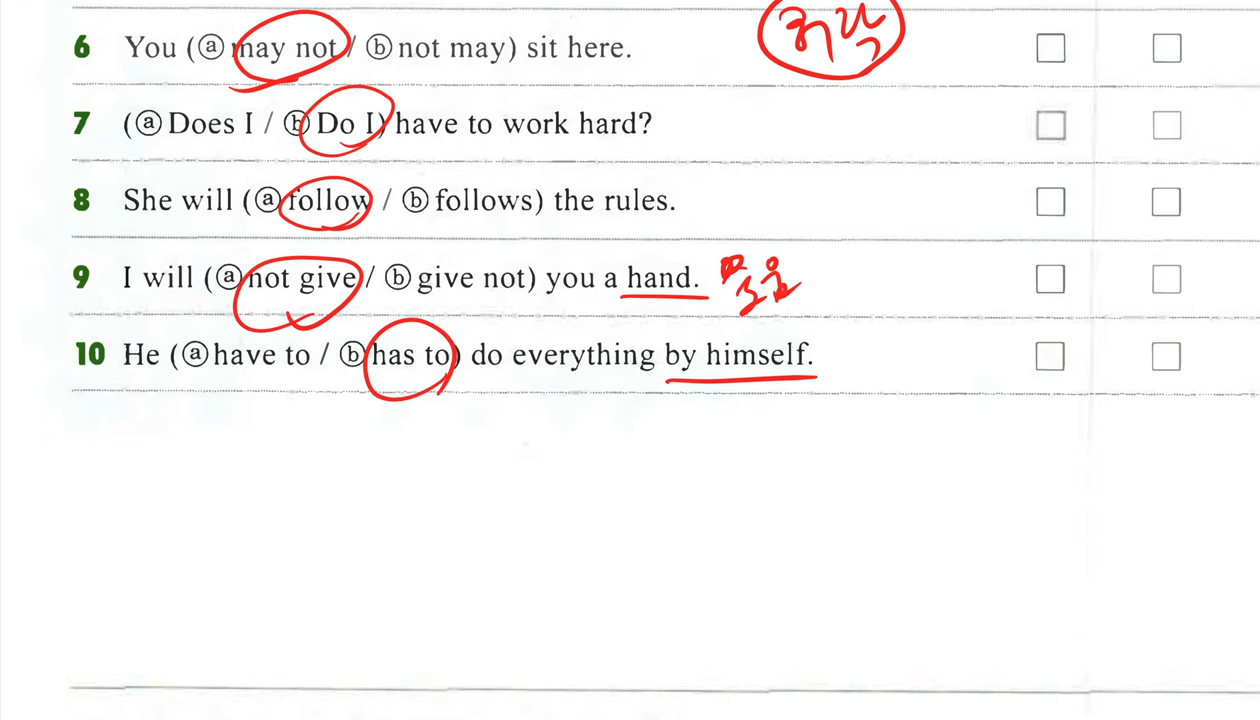 6 You (ⓐ may not / ⓑ not may) sit here. 허락
7 (ⓐ Does I / ⓑ Do I) have to work hard?
8 She will (ⓐ follow / ⓑ follows) the rules.
9 I will (ⓐ not give / ⓑ give not) you a hand. 도움
10 He (ⓐ have to / ⓑ has to) do everything by himself.